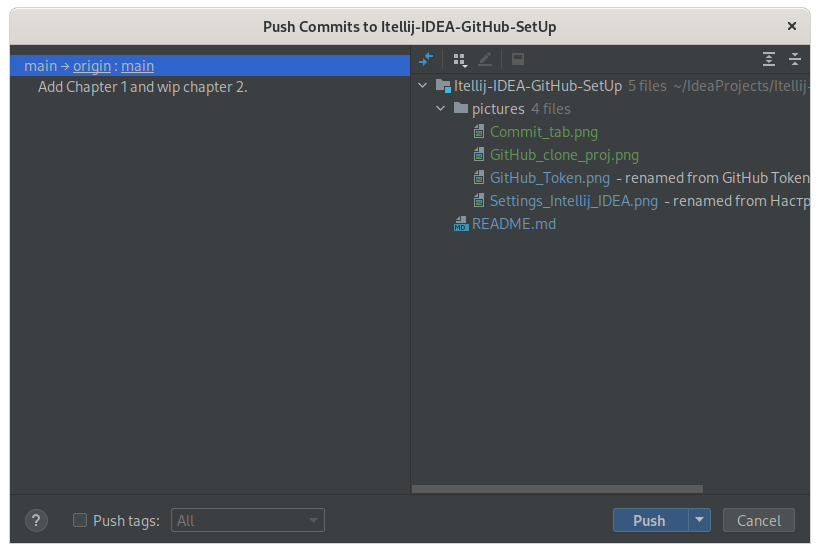 Push Commits to Itellij-IDEA-GitHub-SetUp
main → origin : main
Add Chapter 1 and wip chapter 2.
Itellij-IDEA-GitHub-SetUp 5 files ~/IdeaProjects/Itellij-
pictures 4 files
Commit_tab.png
GitHub_clone_proj.png
GitHub_Token.png - renamed from GitHub Token
Settings_Intellij_IDEA.png - renamed from Настр
README.md
? Push tags: All Push Cancel